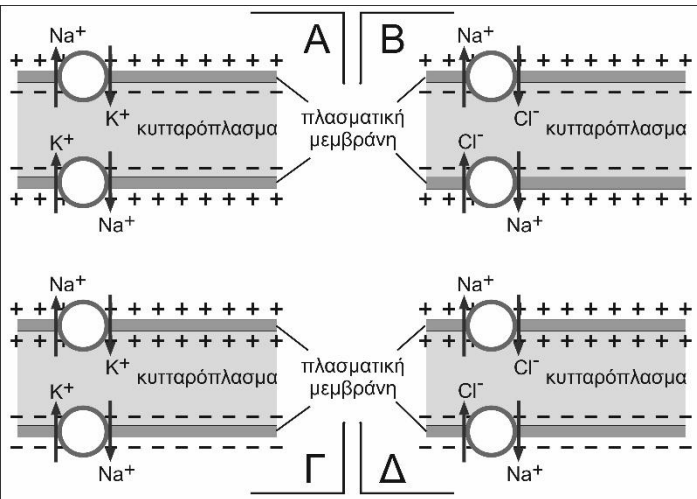 Na⁺ Α Β Na⁺
+ + + + + + + + + + + + + + + + + + + +
− − − − − − − − − − − − − − − − − −
K⁺ κυτταρόπλασμα πλασματική Cl⁻ κυτταρόπλασμα
K⁺ μεμβράνη Cl⁻
− − − − − − − − − − − − − − − − − −
+ + + + + + + + + + + + + + + + + + + +
Na⁺ Na⁺
Na⁺ Na⁺
+ + + + + + + + + + + + + + + + + + + +
+ + + + + + + + + + + + + + + + + + + +
K⁺ κυτταρόπλασμα πλασματική Cl⁻ κυτταρόπλασμα
K⁺ μεμβράνη Cl⁻
− − − − − − − − − − − − − − − − − −
− − − − − − − − − − − − − − − − − −
Na⁺ Γ Δ Na⁺